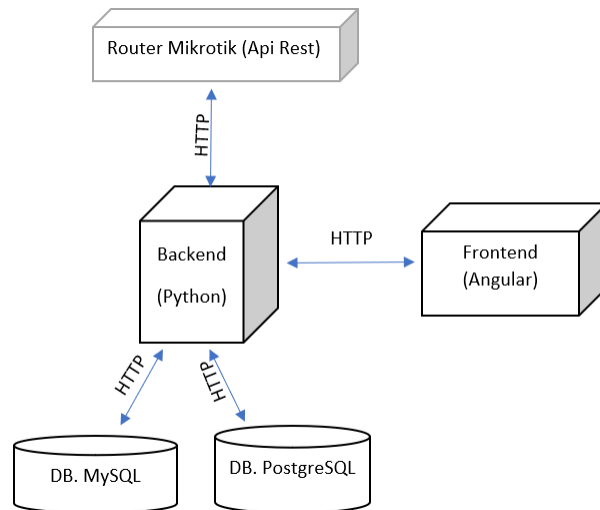 Router Mikrotik (Api Rest)
HTTP
Backend
(Python)
HTTP
Frontend
(Angular)
HTTP
HTTP
DB. MySQL
DB. PostgreSQL